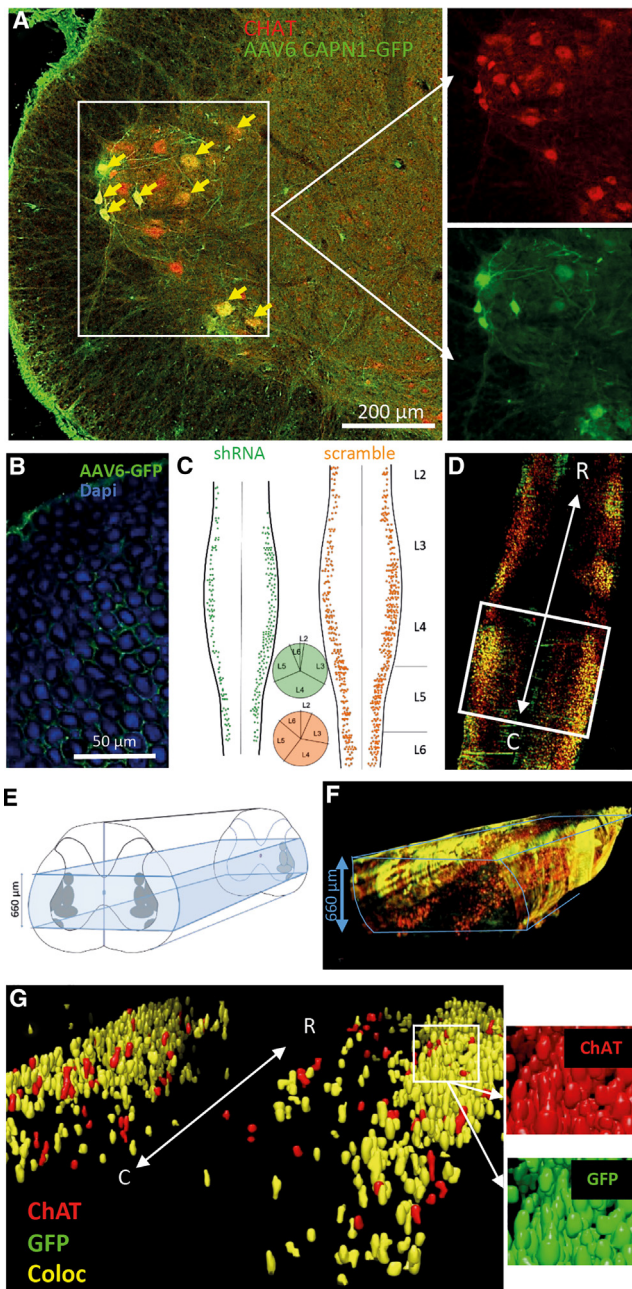 A
CHAT
AAV6 CAPN1-GFP
200 µm
B
AAV6-GFP
Dapi
50 µm
C
shRNA
scramble
L2
L3
L4
L5
L6
L2
L6
L5
L3
L4
L2
L6
L5
L3
L4
D
R
C
E
660 µm
F
660 µm
G
R
C
ChAT
GFP
Coloc
ChAT
GFP